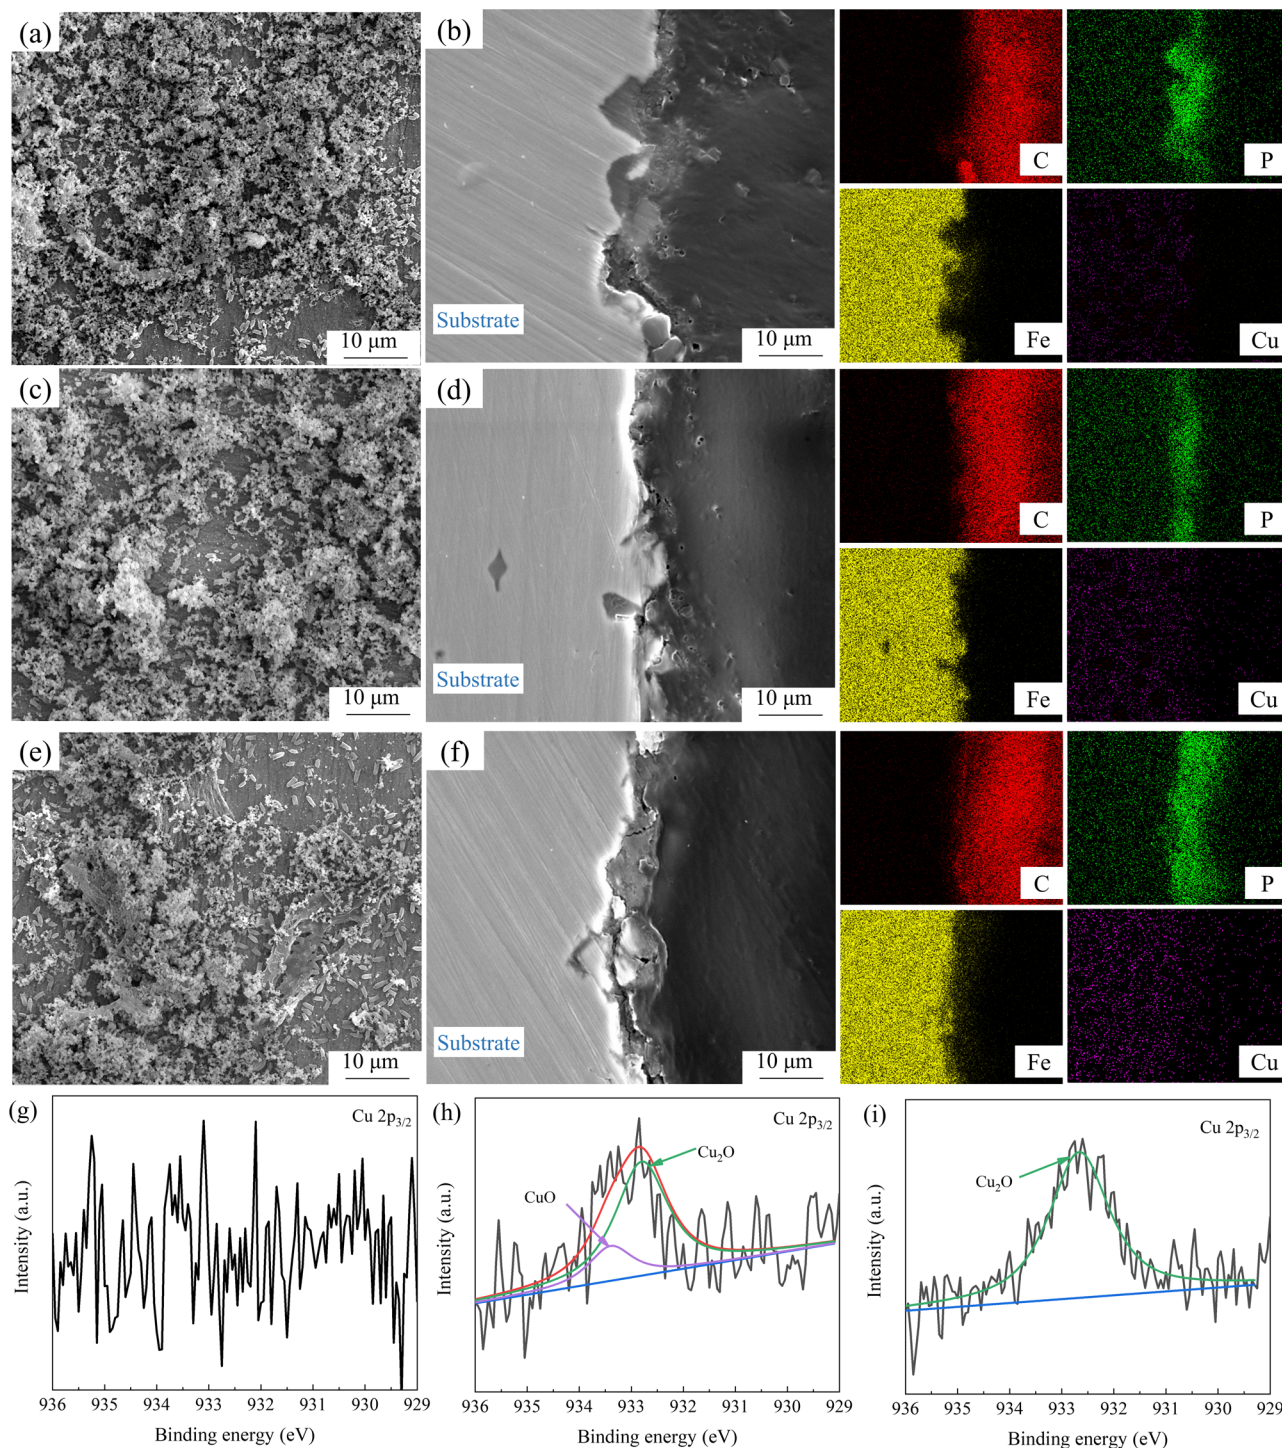 (a)
10 μm
(b)
Substrate
10 μm
C
P
Fe
Cu
(c)
10 μm
(d)
Substrate
10 μm
C
P
Fe
Cu
(e)
10 μm
(f)
Substrate
10 μm
C
P
Fe
Cu
(g)
Cu 2p3/2
Intensity (a.u.)
936 935 934 933 932 931 930 929
Binding energy (eV)
(h)
Cu 2p3/2
Cu2O
CuO
Intensity (a.u.)
936 935 934 933 932 931 930 929
Binding energy (eV)
(i)
Cu 2p3/2
Cu2O
Intensity (a.u.)
936 935 934 933 932 931 930 929
Binding energy (eV)